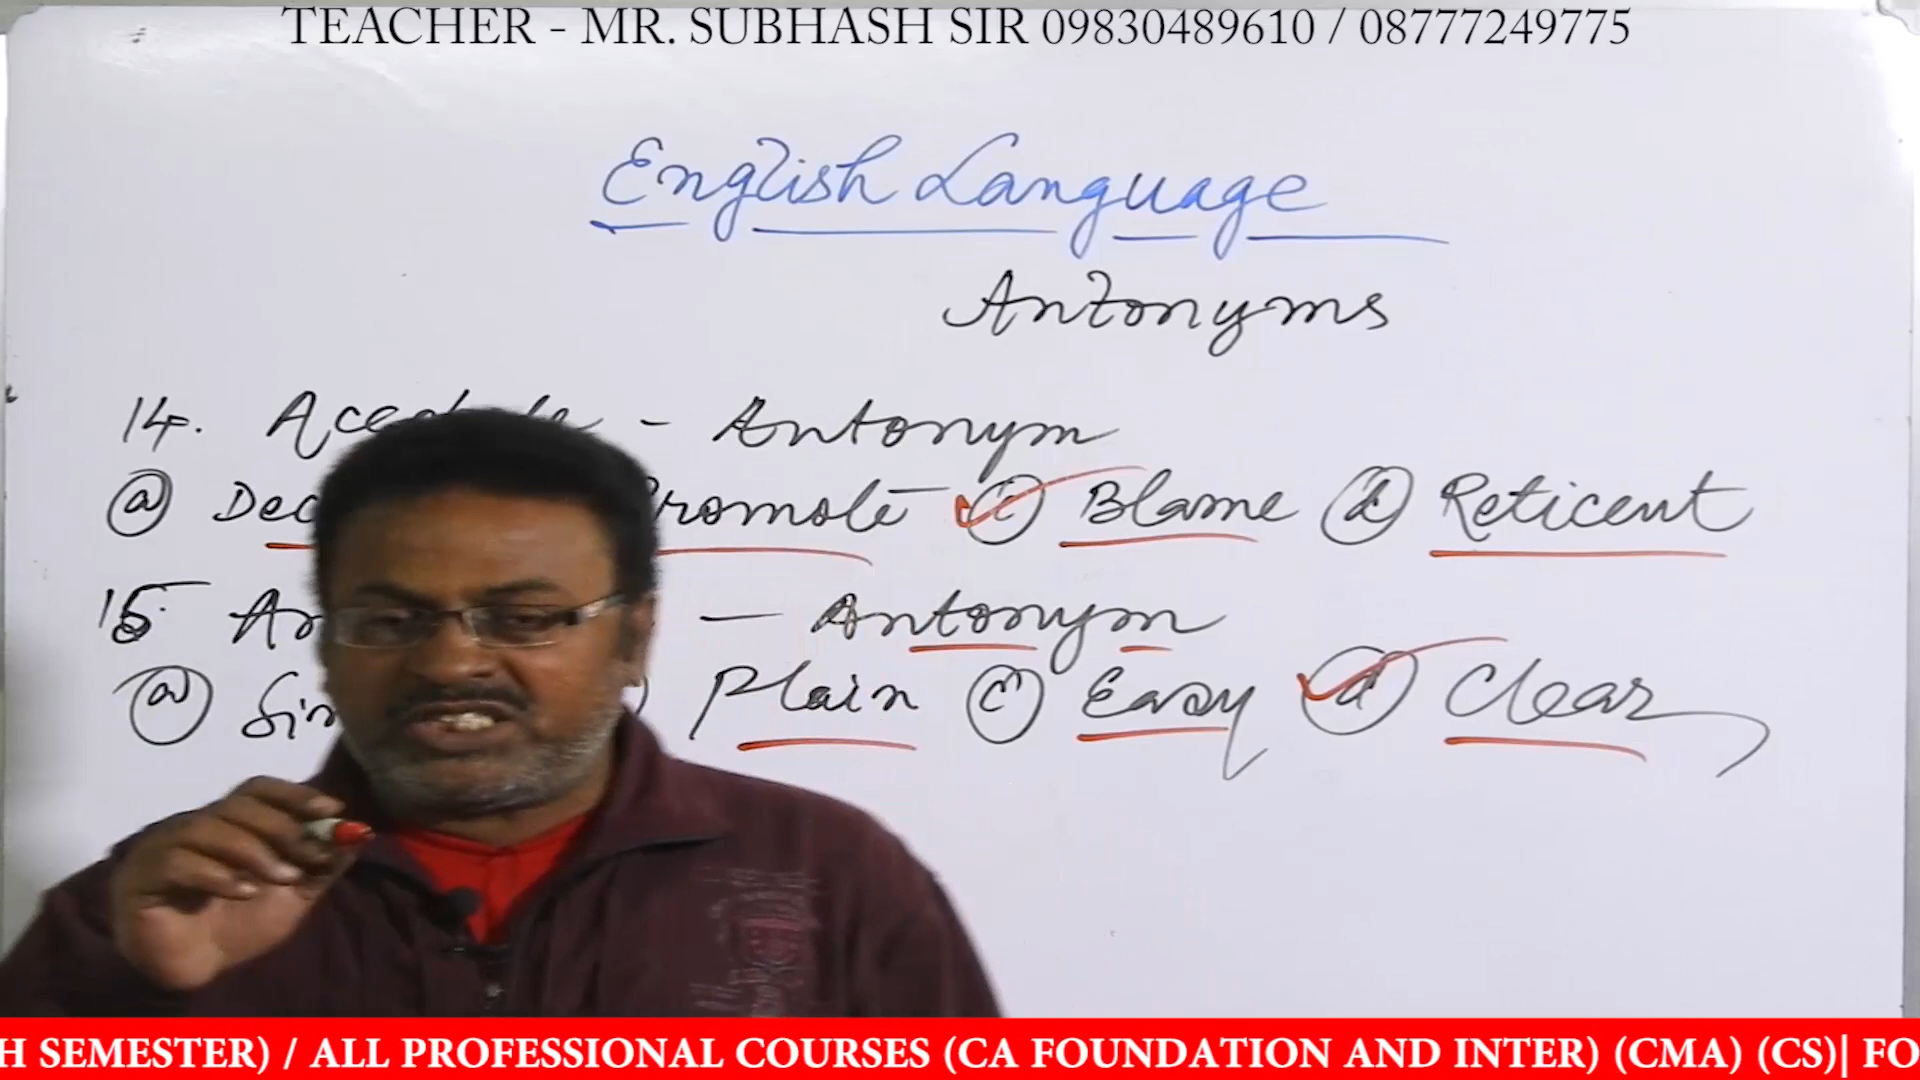 TEACHER - MR. SUBHASH SIR 09830489610 / 08777249775
English Language
Antonyms
14. - Antonym
(a) (c) Blame (d) Reticent
15. - Antonym
(a) Plain (c) Easy (d) Clear
H SEMESTER) / ALL PROFESSIONAL COURSES (CA FOUNDATION AND INTER) (CMA) (CS)| FO